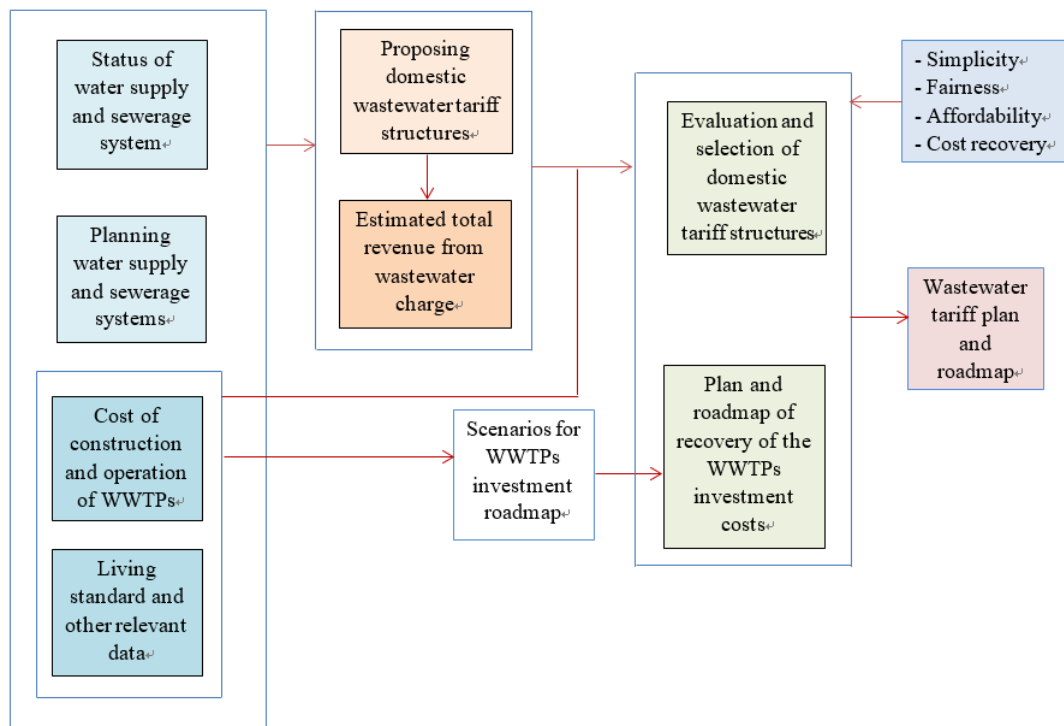 Status of
water supply
and sewerage
system↵
Planning
water supply
and sewerage
systems↵
Cost of
construction
and operation
of WWTPs↵
Living
standard and
other relevant
data↵
Proposing
domestic
wastewater tariff
structures↵
Estimated total
revenue from
wastewater
charge↵
Scenarios for
WWTPs
investment
roadmap↵
Evaluation and
selection of
domestic
wastewater
tariff structures↵
Plan and
roadmap of
recovery of the
WWTPs
investment
costs↵
- Simplicity↵
- Fairness↵
- Affordability↵
- Cost recovery↵
Wastewater
tariff plan
and
roadmap↵